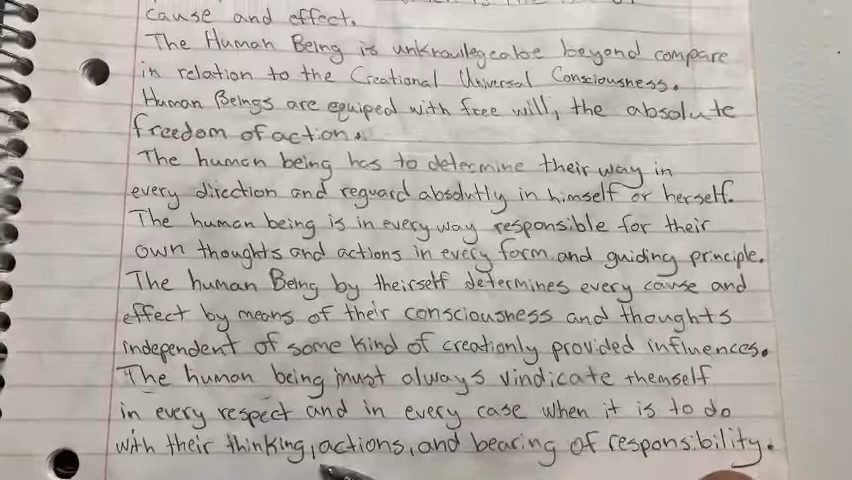 cause and effect.
The Human Being is unknowlegeabe beyond compare
in relation to the Creational Universal Consciousness.
Human Beings are equiped with free will, the absolute
freedom of action.
The human being has to determine their way in
every direction and reguard absolutly in himself or herself.
The human being is in every way responsible for their
own thoughts and actions in every form and guiding principle.
The human Being by theirself determines every cause and
effect by means of their consciousness and thoughts
independent of some kind of creationly provided influences.
The human being must always vindicate themself
in every respect and in every case when it is to do
with their thinking, actions, and bearing of responsibility.